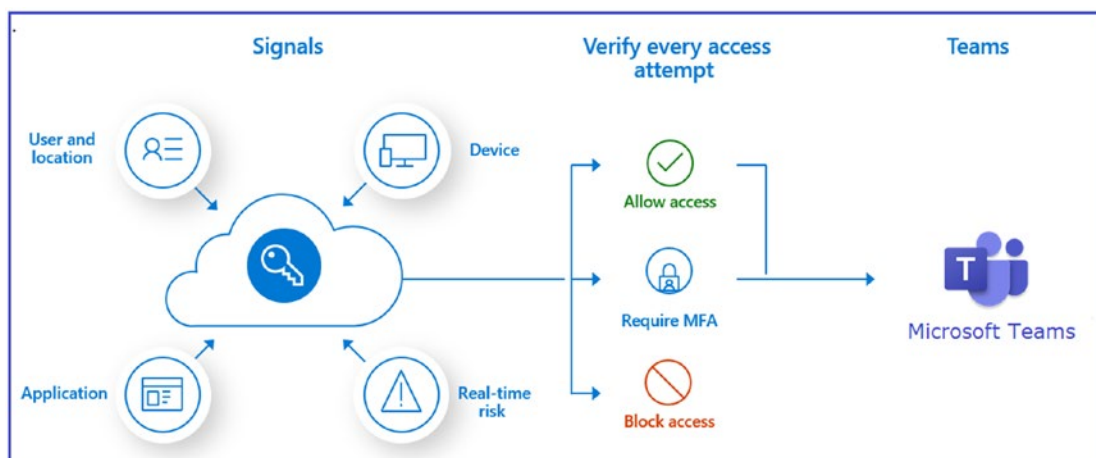 Signals
Verify every access
attempt
Teams
User and
location
Device
Allow access
Require MFA
T
Microsoft Teams
Application
Real-time
risk
Block access